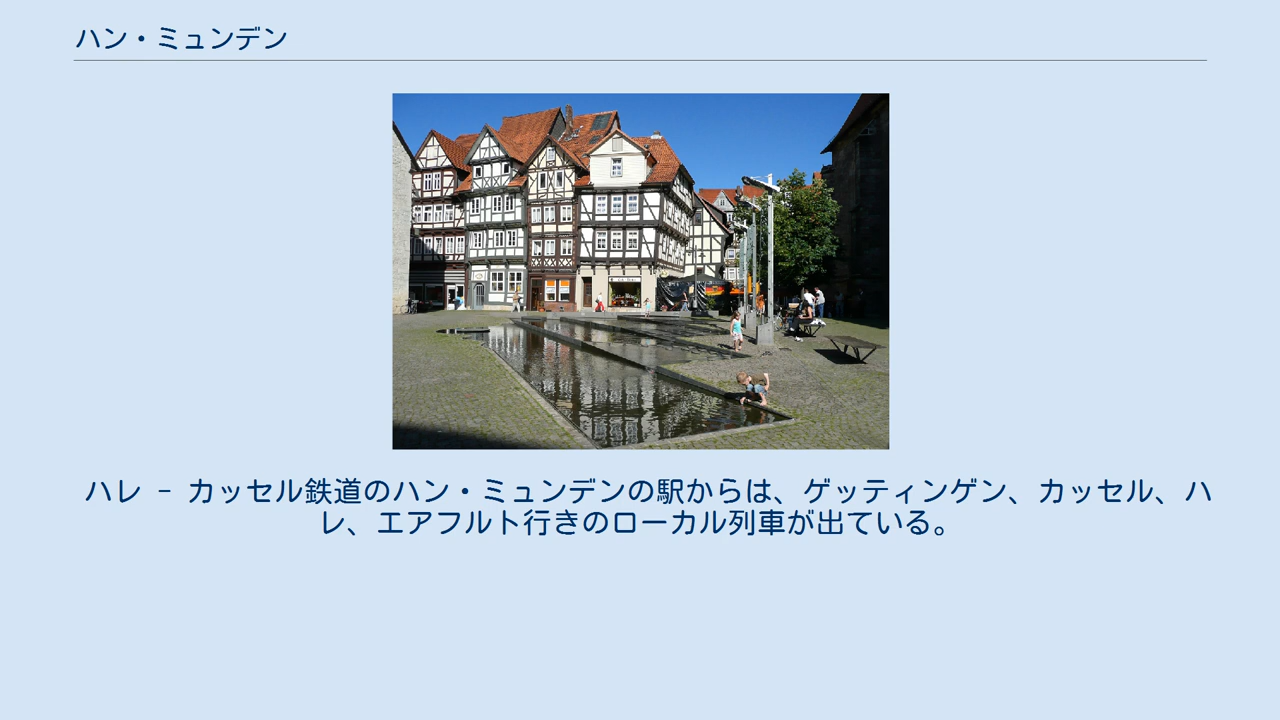 ハン・ミュンデン
ハレ － カッセル鉄道のハン・ミュンデンの駅からは、ゲッティンゲン、カッセル、ハ
レ、エアフルト行きのローカル列車が出ている。